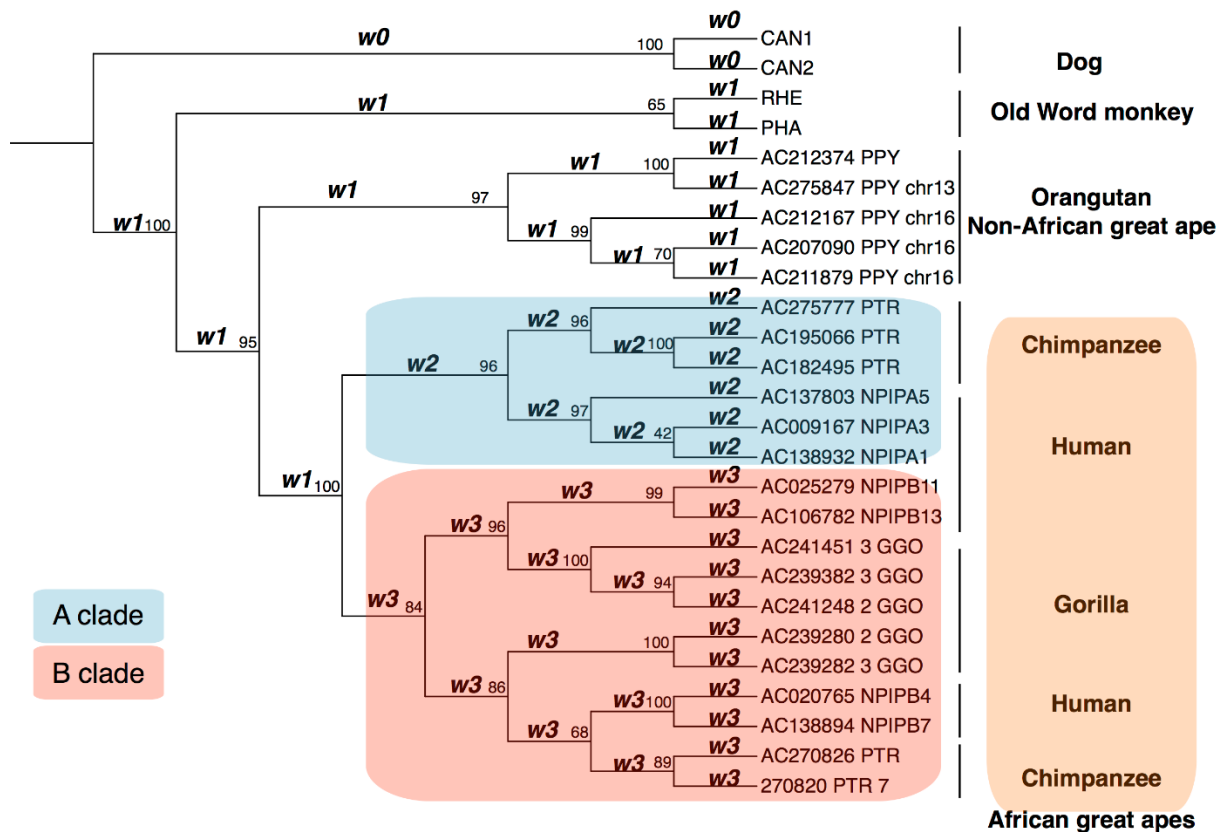 w0
w0
100
CAN1
w0
CAN2
Dog
w1
w1
65
RHE
w1
PHA
Old Word monkey
w1
w1
100
AC212374 PPY
w1
AC275847 PPY chr13
w1
97
w1
AC212167 PPY chr16
w1
99
w1
AC207090 PPY chr16
w1
70
w1
AC211879 PPY chr16
Orangutan
Non-African great ape
w1
100
w1
95
w2
AC275777 PTR
w2
96
w2
AC195066 PTR
w2
100
w2
AC182495 PTR
Chimpanzee
w2
96
w2
AC137803 NPIPA5
w2
97
w2
AC009167 NPIPA3
w2
42
w2
AC138932 NPIPA1
Human
w1
100
w3
AC025279 NPIPB11
w3
99
w3
AC106782 NPIPB13
w3
96
w3
AC241451 3 GGO
w3
100
w3
AC239382 3 GGO
w3
94
w3
AC241248 2 GGO
Gorilla
w3
84
w3
AC239280 2 GGO
w3
100
w3
AC239282 3 GGO
w3
86
w3
AC020765 NPIPB4
w3
100
w3
AC138894 NPIPB7
Human
w3
68
w3
AC270826 PTR
w3
89
w3
270820 PTR 7
Chimpanzee
African great apes
A clade
B clade